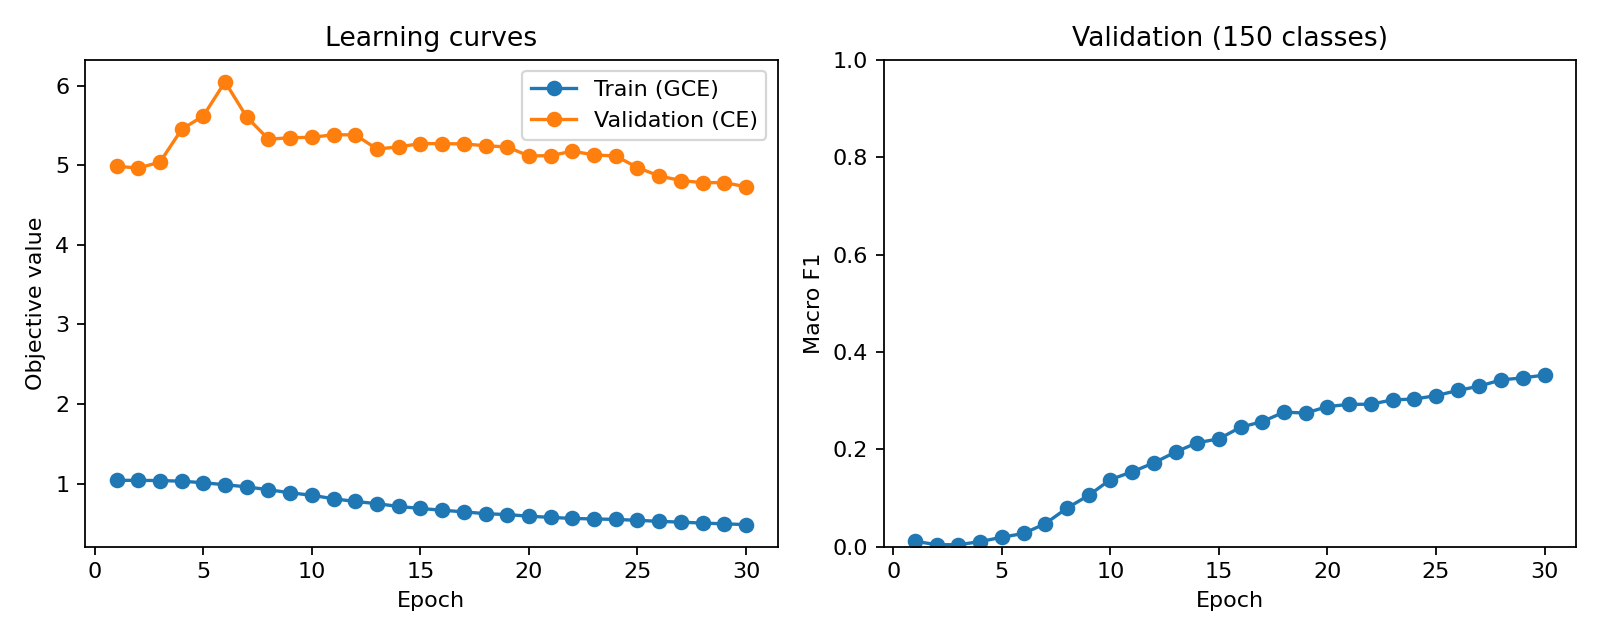 Learning curves
Train (GCE)
Validation (CE)
Objective value
6
5
4
3
2
1
0 5 10 15 20 25 30
Epoch
Validation (150 classes)
Macro F1
1.0
0.8
0.6
0.4
0.2
0.0
0 5 10 15 20 25 30
Epoch